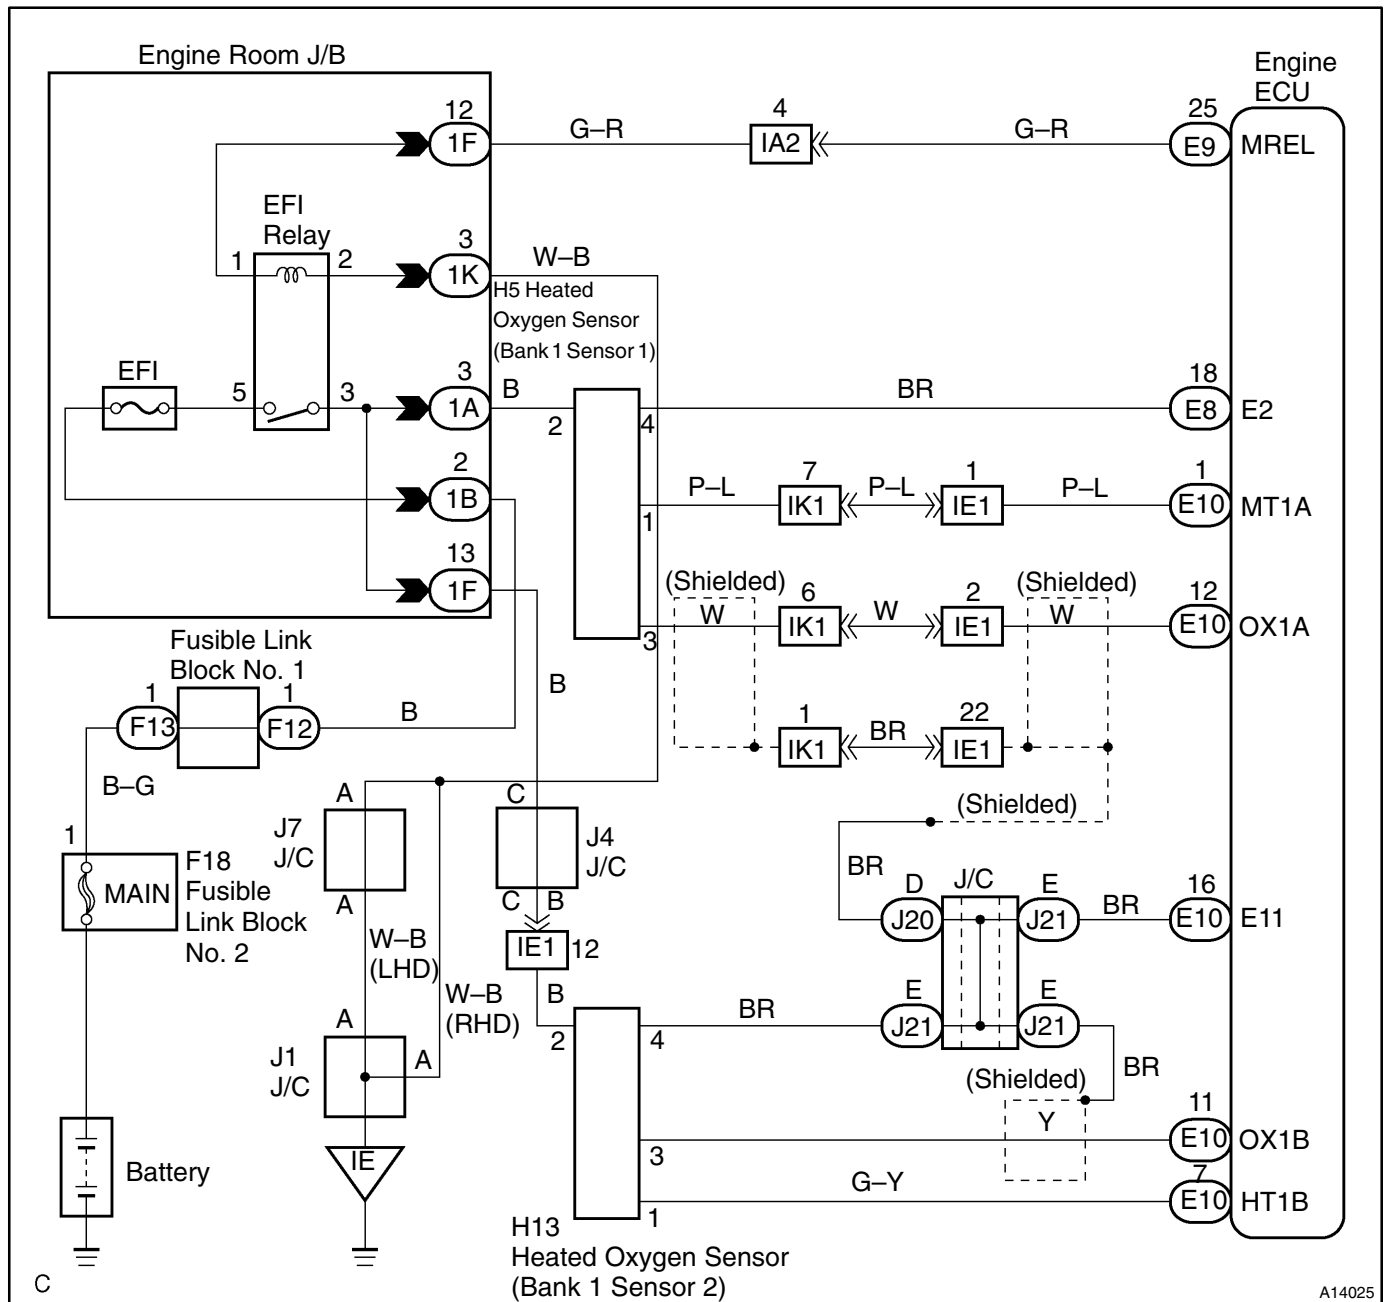 Engine Room J/B
Engine
ECU
12
1F
G–R
4
IA2
G–R
25
E9
MREL
EFI
Relay
1
2
3
1K
W–B
H5 Heated
Oxygen Sensor
(Bank 1 Sensor 1)
EFI
5
3
3
1A
B
2
4
BR
18
E8
E2
2
1B
1
P–L
7
IK1
P–L
1
IE1
P–L
1
E10
MT1A
13
1F
(Shielded)
(Shielded)
3
W
6
IK1
W
2
IE1
W
12
E10
OX1A
Fusible Link
Block No. 1
1
F13
1
F12
B
B
1
IK1
BR
22
IE1
B–G
(Shielded)
1
MAIN
F18
Fusible
Link Block
No. 2
A
J7
J/C
A
C
J4
J/C
C
B
IE1
12
BR
D
J20
J/C
E
J21
BR
16
E10
E11
W–B
(LHD)
W–B
(RHD)
B
2
4
BR
E
J21
E
J21
BR
A
J1
J/C
A
IE
(Shielded)
Y
3
11
E10
OX1B
Battery
G–Y
1
7
E10
HT1B
H13
Heated Oxygen Sensor
(Bank 1 Sensor 2)
C
A14025